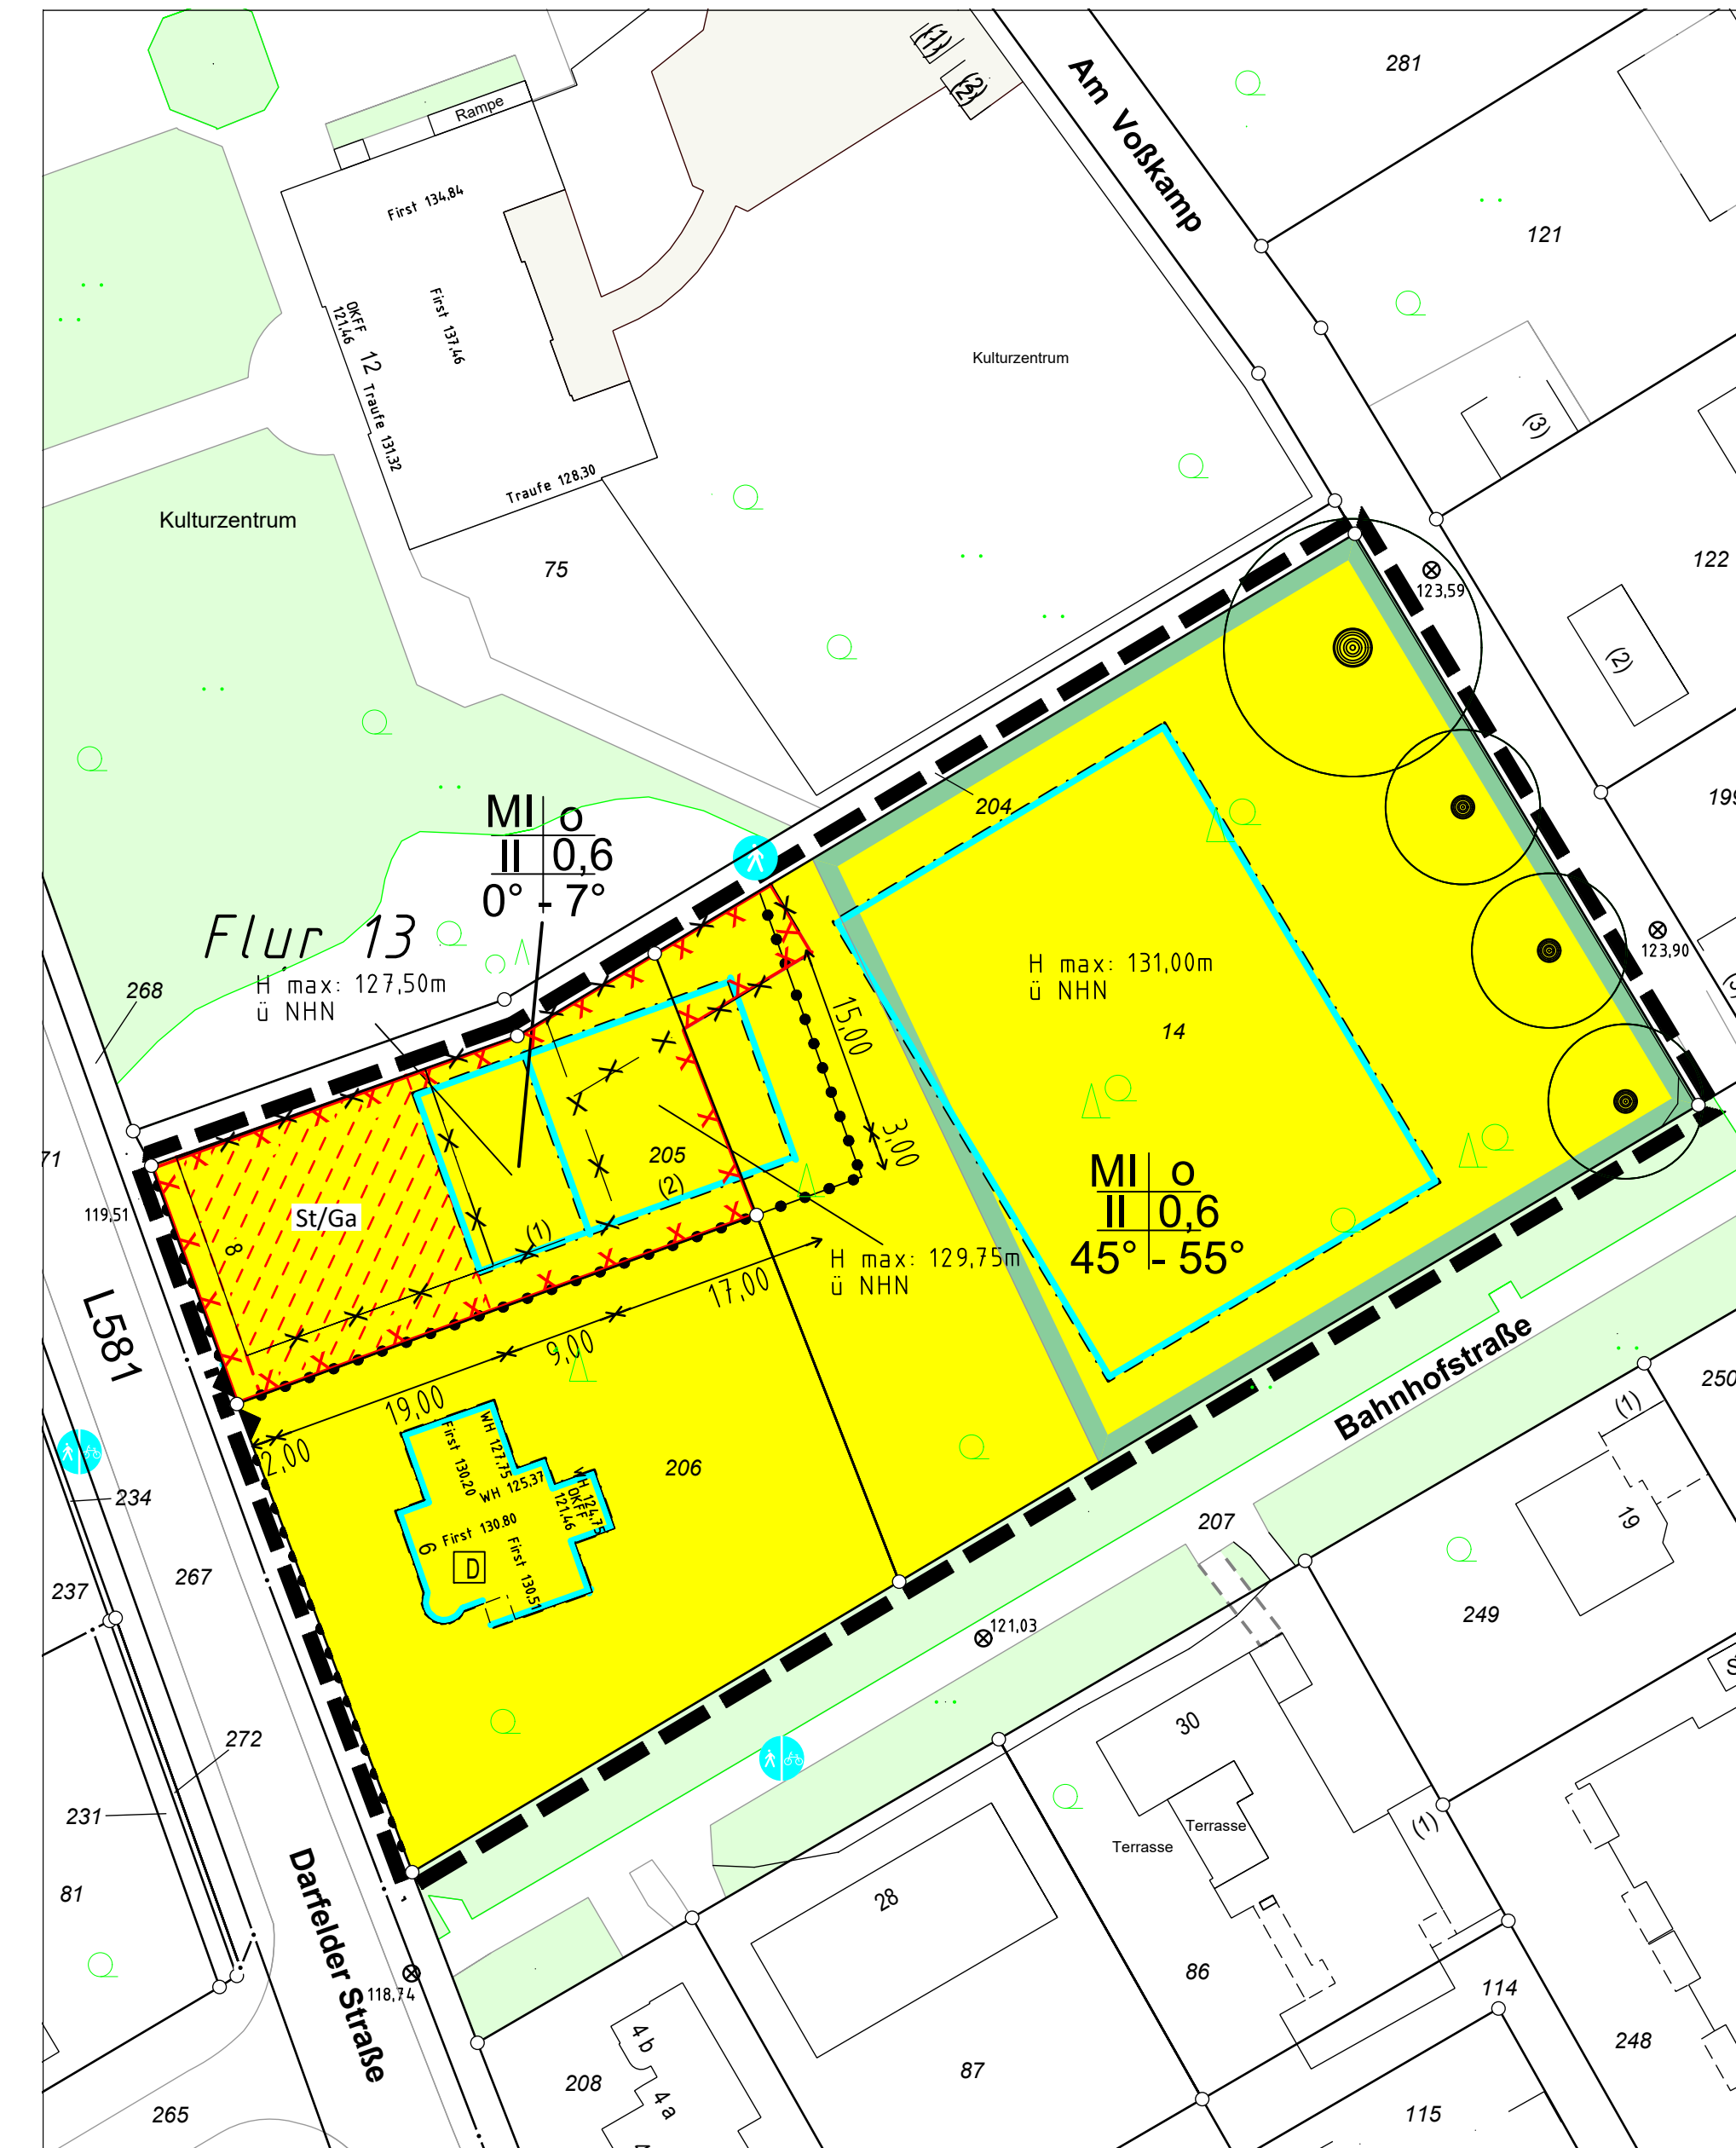 (1)
(2)
Am Voßkamp
281
Rampe
First 134,84
121
First 137,46
OKFF
121,46
12
Traufe 131,32
Kulturzentrum
(3)
Traufe 128,30
Kulturzentrum
75
122
123,59
(2)
204
199
MI o
II 0,6
0° - 7°
Flur 13
H max: 127,50m
ü NHN
268
123,90
H max: 131,00m
ü NHN
15,00
14
3,00
71
205
(2)
119,51
St/Ga
8
(1)
MI o
II 0,6
45° - 55°
H max: 129,75m
ü NHN
17,00
L581
9,00
19,00
2,00
Bahnhofstraße
250
(1)
206
WH 127,75
First 130,20
WH 125,37
WH 124,75
OKFF
121,46
First 130.80
First 130,51
6
D
234
207
19
237
267
249
121,03
272
30
231
Terrasse
Terrasse
(1)
81
28
Darfelder Straße
118,74
86
114
4 b
248
208
87
4 a
265
115